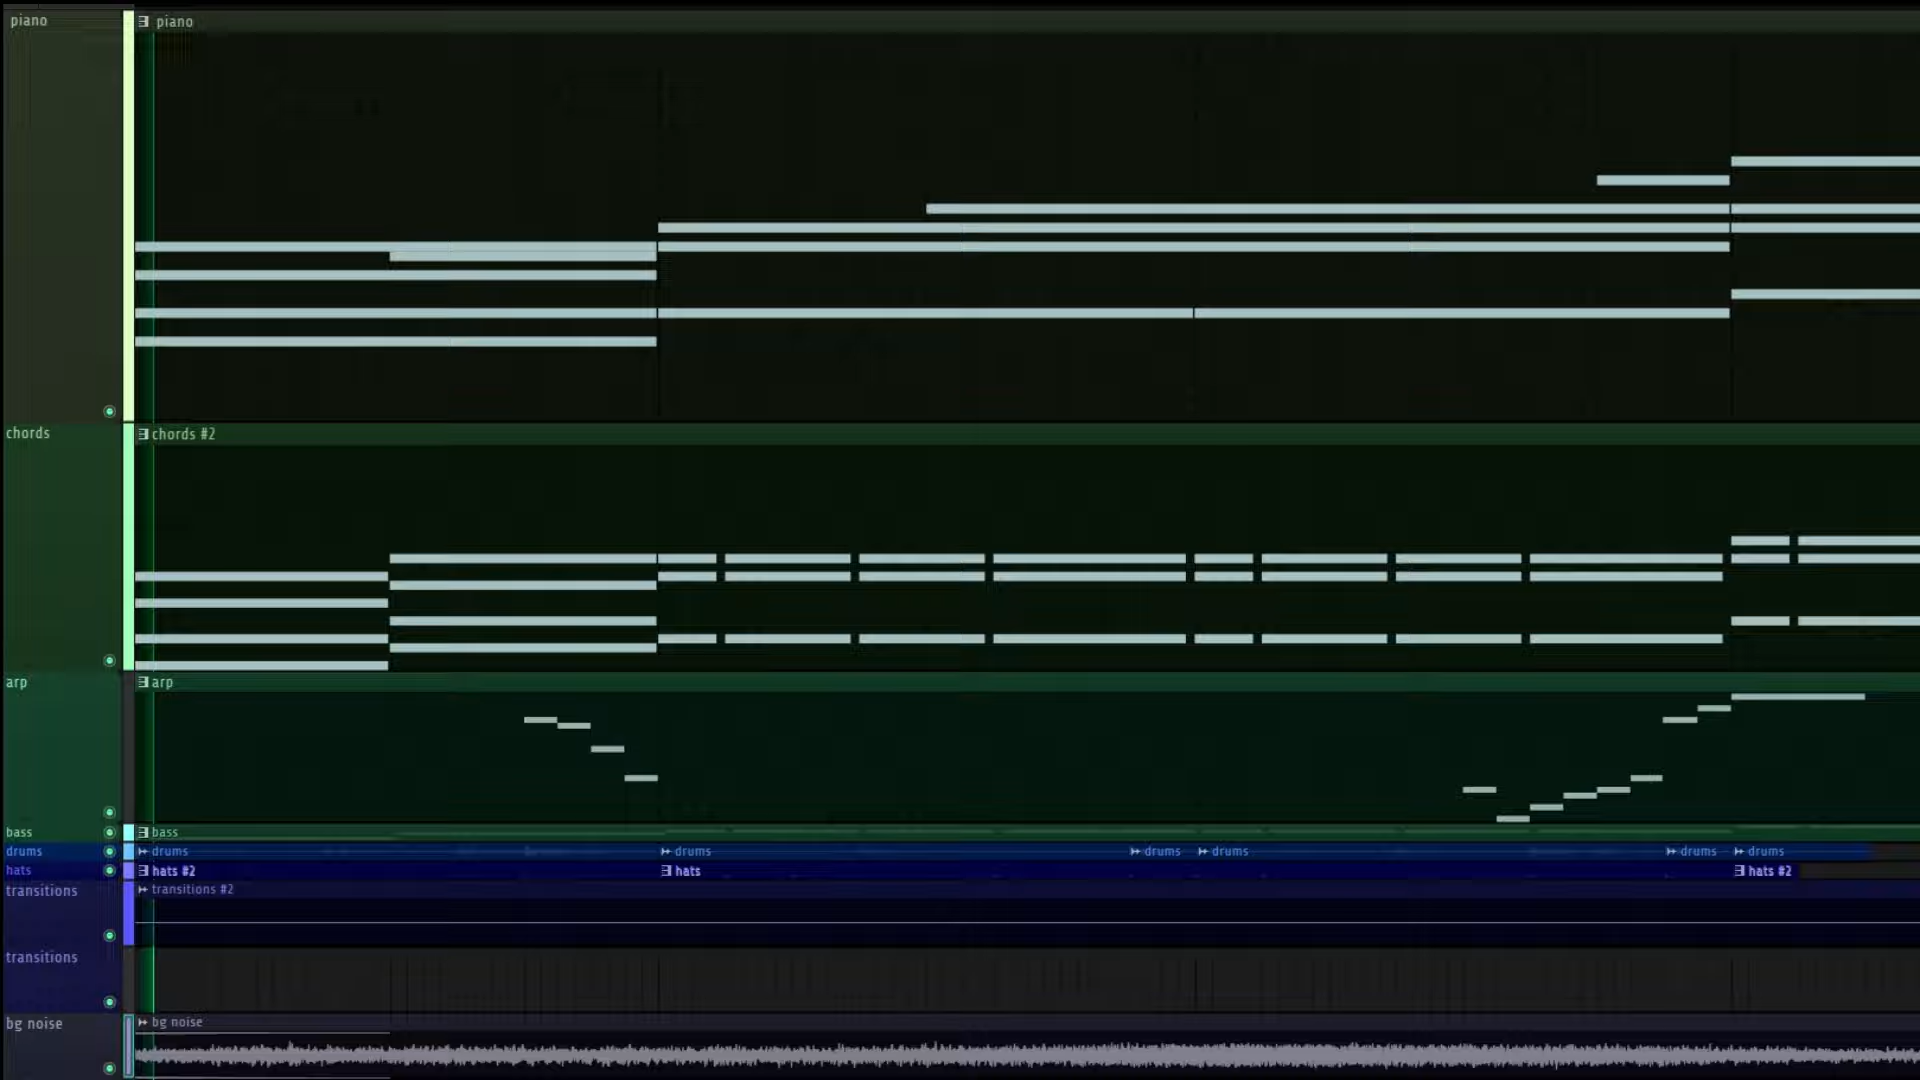 piano piano
chords chords #2
arp arp
bass bass
drums drums drums drums drums drums drums
hats hats #2 hats hats #2
transitions transitions #2
transitions
bg noise bg noise